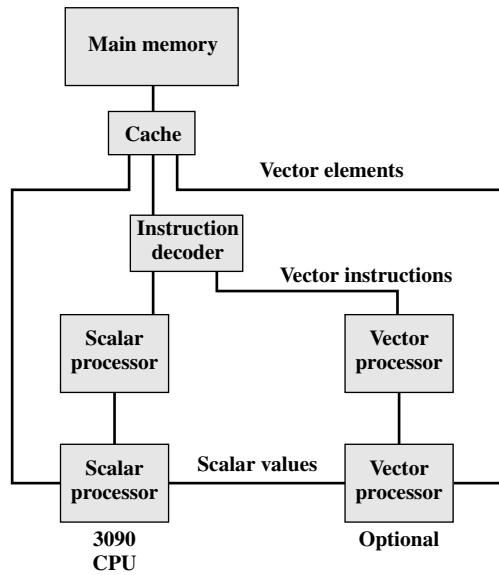 Main memory
Cache
Vector elements
Instruction
decoder
Vector instructions
Scalar
processor
Vector
processor
Scalar
processor
Scalar values
Vector
processor
3090
CPU
Optional